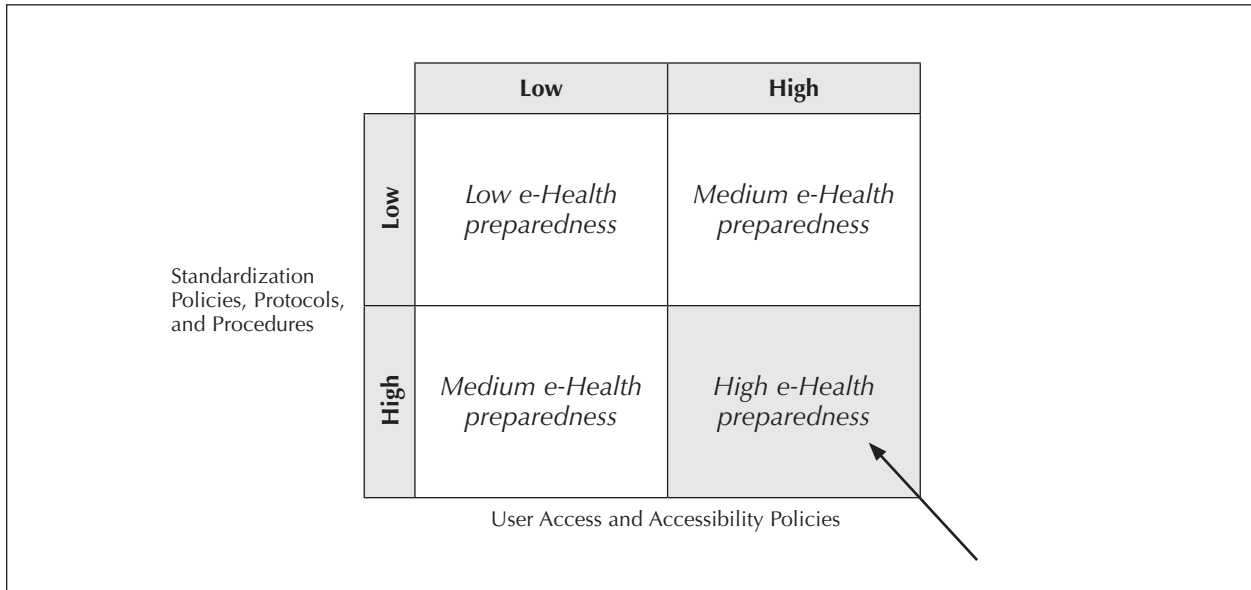 Low
High
Low
Low e-Health
preparedness
Medium e-Health
preparedness
Standardization
Policies, Protocols,
and Procedures
High
Medium e-Health
preparedness
High e-Health
preparedness
User Access and Accessibility Policies